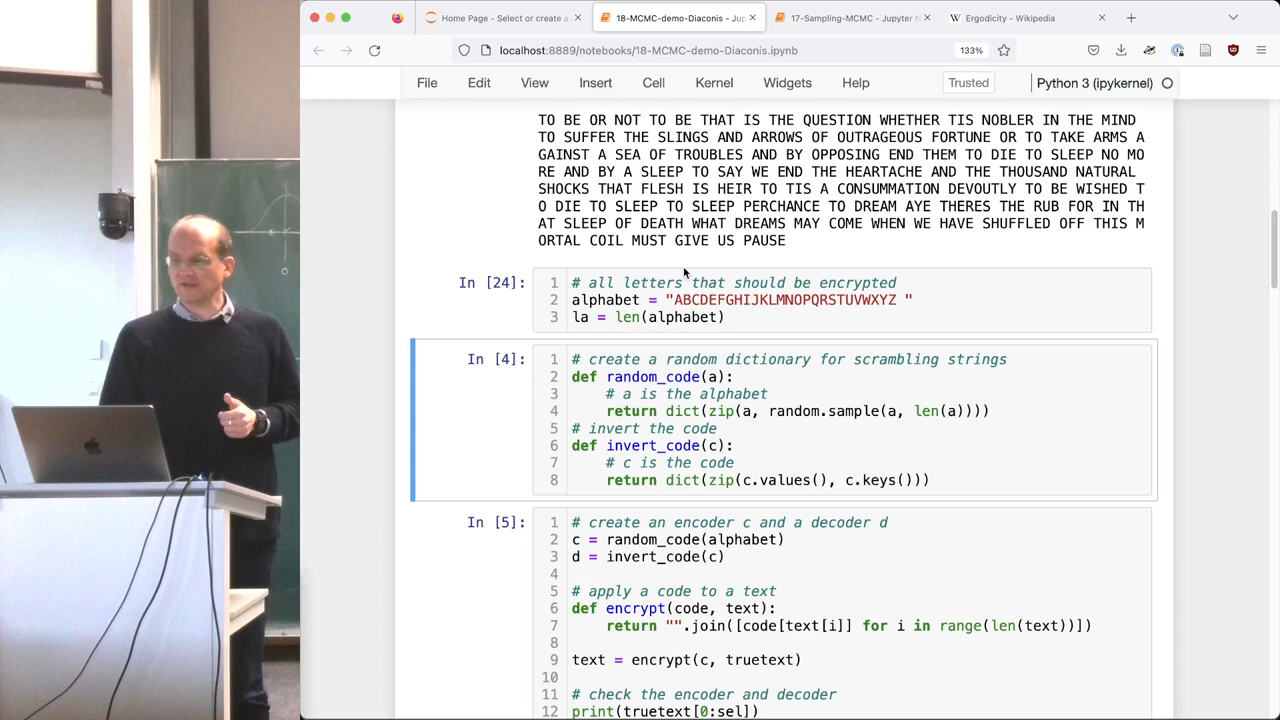 Home Page - Select or create a
18-MCMC-demo-Diaconis - Jup
17-Sampling-MCMC - Jupyter N
W Ergodicity - Wikipedia
localhost:8889/notebooks/18-MCMC-demo-Diaconis.ipynb
133%
File Edit View Insert Cell Kernel Widgets Help
Trusted
Python 3 (ipykernel)
TO BE OR NOT TO BE THAT IS THE QUESTION WHETHER TIS NOBLER IN THE MIND
TO SUFFER THE SLINGS AND ARROWS OF OUTRAGEOUS FORTUNE OR TO TAKE ARMS A
GAINST A SEA OF TROUBLES AND BY OPPOSING END THEM TO DIE TO SLEEP NO MO
RE AND BY A SLEEP TO SAY WE END THE HEARTACHE AND THE THOUSAND NATURAL
SHOCKS THAT FLESH IS HEIR TO TIS A CONSUMMATION DEVOUTLY TO BE WISHED T
O DIE TO SLEEP TO SLEEP PERCHANCE TO DREAM AYE THERES THE RUB FOR IN TH
AT SLEEP OF DEATH WHAT DREAMS MAY COME WHEN WE HAVE SHUFFLED OFF THIS M
ORTAL COIL MUST GIVE US PAUSE
In [24]:
1 # all letters that should be encrypted
2 alphabet = "ABCDEFGHIJKLMNOPQRSTUVWXYZ "
3 la = len(alphabet)
In [4]:
1 # create a random dictionary for scrambling strings
2 def random_code(a):
3 # a is the alphabet
4 return dict(zip(a, random.sample(a, len(a))))
5 # invert the code
6 def invert_code(c):
7 # c is the code
8 return dict(zip(c.values(), c.keys()))
In [5]:
1 # create an encoder c and a decoder d
2 c = random_code(alphabet)
3 d = invert_code(c)
4
5 # apply a code to a text
6 def encrypt(code, text):
7 return "".join([code[text[i]] for i in range(len(text))])
8
9 text = encrypt(c, truetext)
10
11 # check the encoder and decoder
12 print(truetext[0:sel])